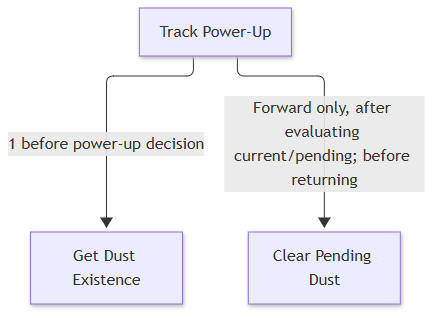 Track Power-Up
1 before power-up decision
Forward only, after
evaluating
current/pending; before
returning
Get Dust
Existence
Clear Pending
Dust